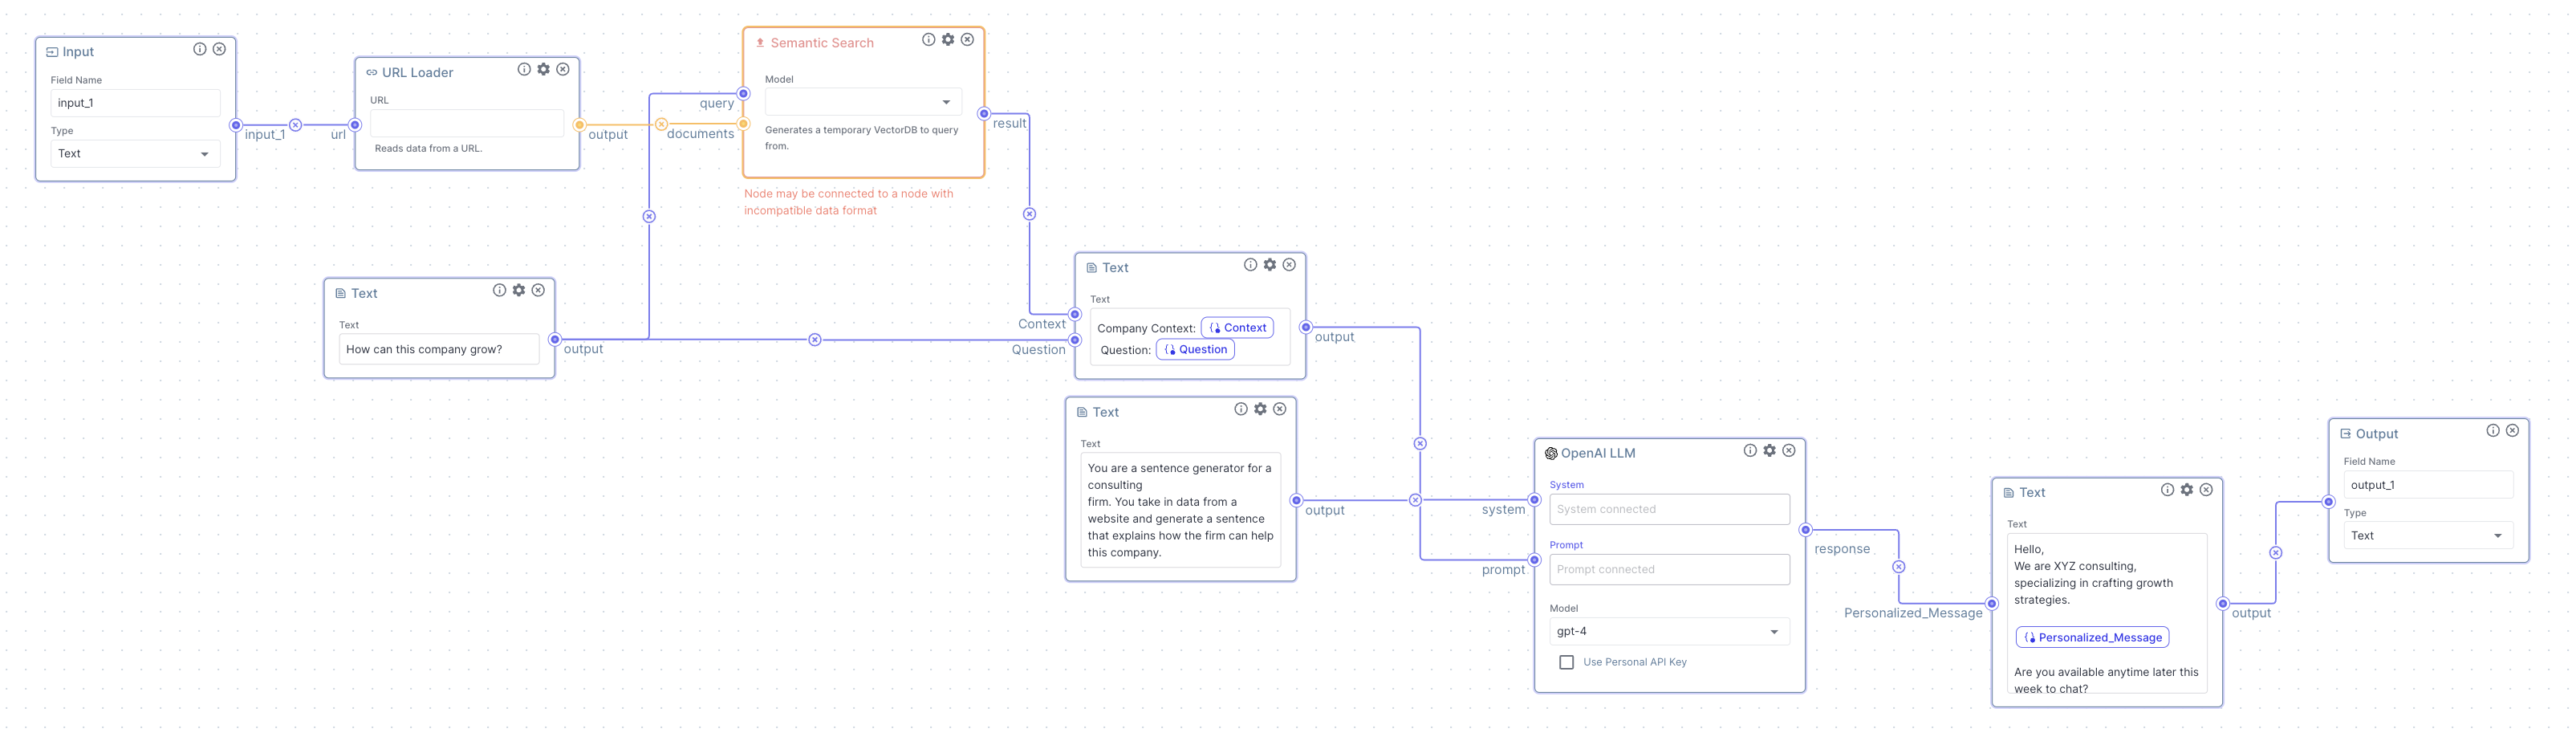 Input
Field Name
input_1
Type
Text
input_1
url
URL Loader
URL
Reads data from a URL.
output
query
documents
Semantic Search
Model
Generates a temporary VectorDB to query
from.
Node may be connected to a node with
incompatible data format
result
Text
Text
How can this company grow?
output
Context
Question
Text
Text
Company Context: Context
Question: Question
output
Text
Text
You are a sentence generator for a
consulting
firm. You take in data from a
website and generate a sentence
that explains how the firm can help
this company.
output
system
prompt
OpenAI LLM
System
System connected
Prompt
Prompt connected
Model
gpt-4
Use Personal API Key
response
Personalized_Message
Text
Text
Hello,
We are XYZ consulting,
specializing in crafting growth
strategies.
Personalized_Message
Are you available anytime later this
week to chat?
output
Output
Field Name
output_1
Type
Text